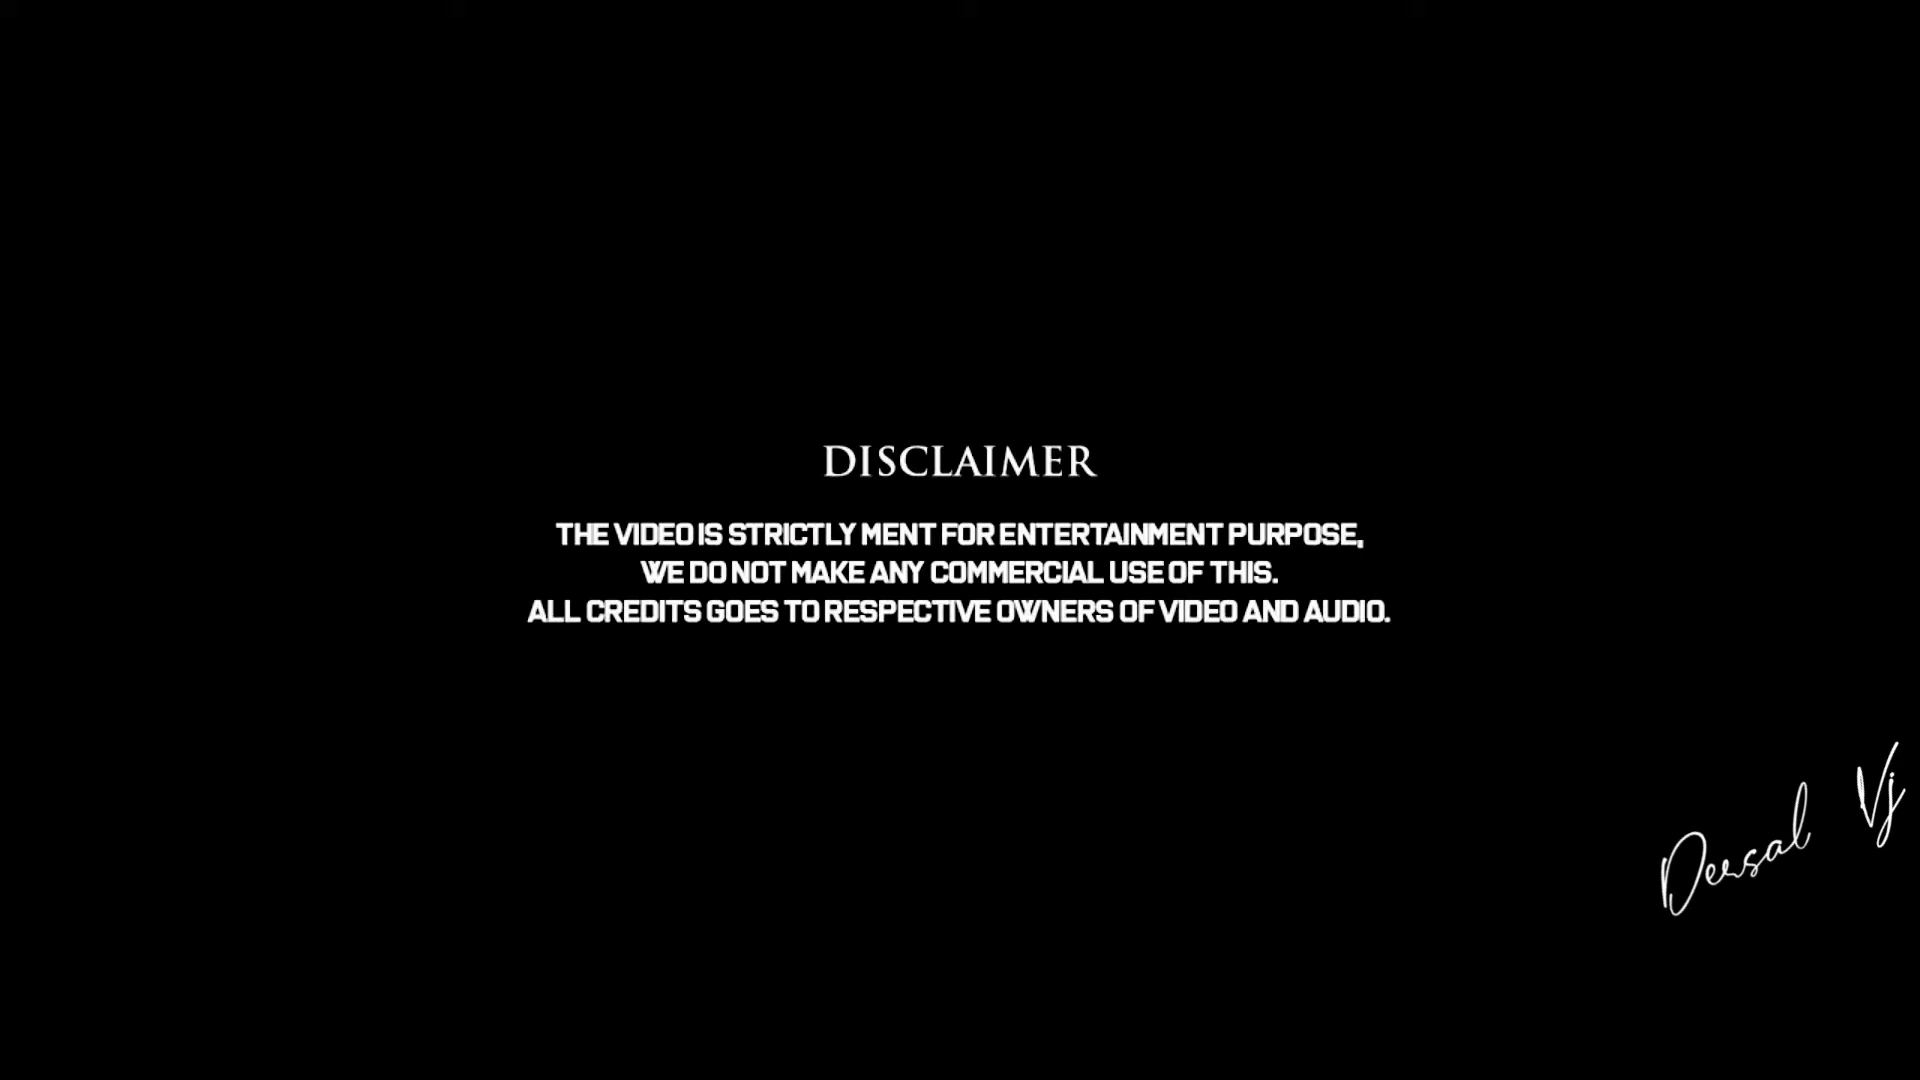 DISCLAIMER
THE VIDEO IS STRICTLY MENT FOR ENTERTAINMENT PURPOSE,
WE DO NOT MAKE ANY COMMERCIAL USE OF THIS.
ALL CREDITS GOES TO RESPECTIVE OWNERS OF VIDEO AND AUDIO.
Dersal Vj